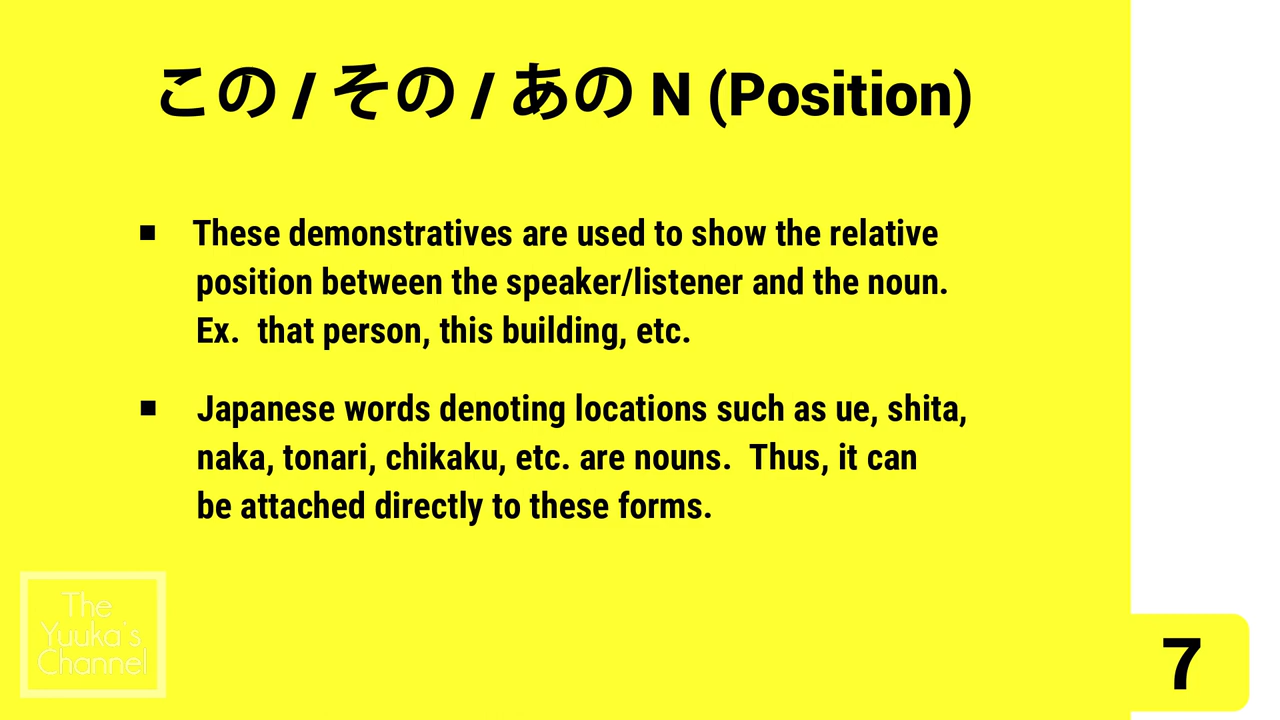 この / その / あの N (Position)
■ These demonstratives are used to show the relative
position between the speaker/listener and the noun.
Ex.  that person, this building, etc.
■ Japanese words denoting locations such as ue, shita,
naka, tonari, chikaku, etc. are nouns.  Thus, it can
be attached directly to these forms.
The
Yuuka's
Channel
7